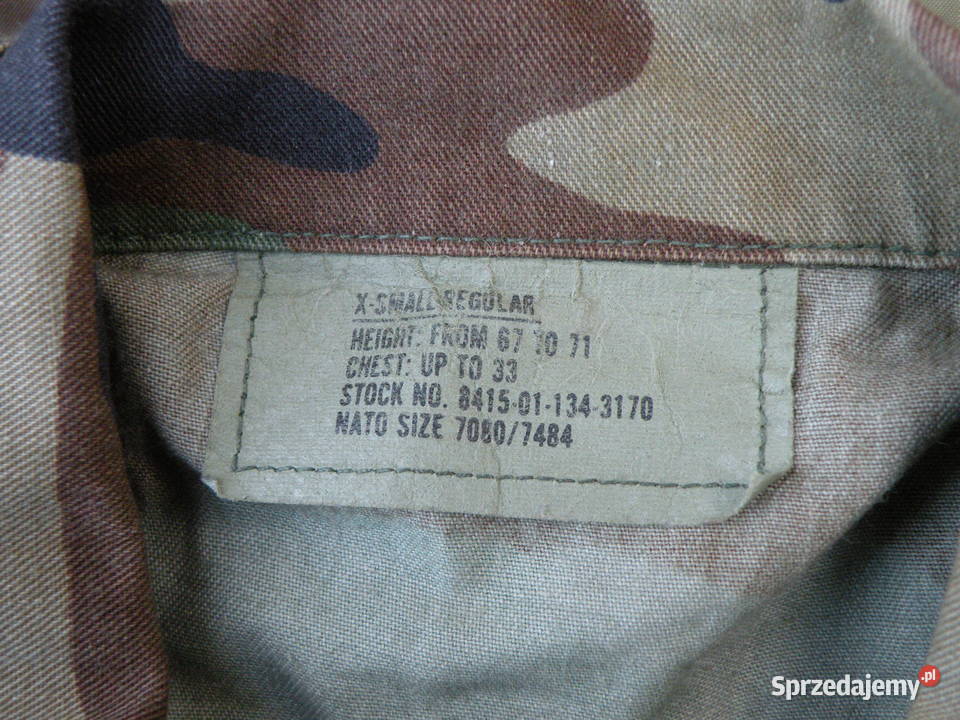 X-SMALL REGULAR
HEIGHT: FROM 67 TO 71
CHEST: UP TO 33
STOCK NO. 8415-01-134-3170
NATO SIZE 7080/7484
Sprzedajemy.pl